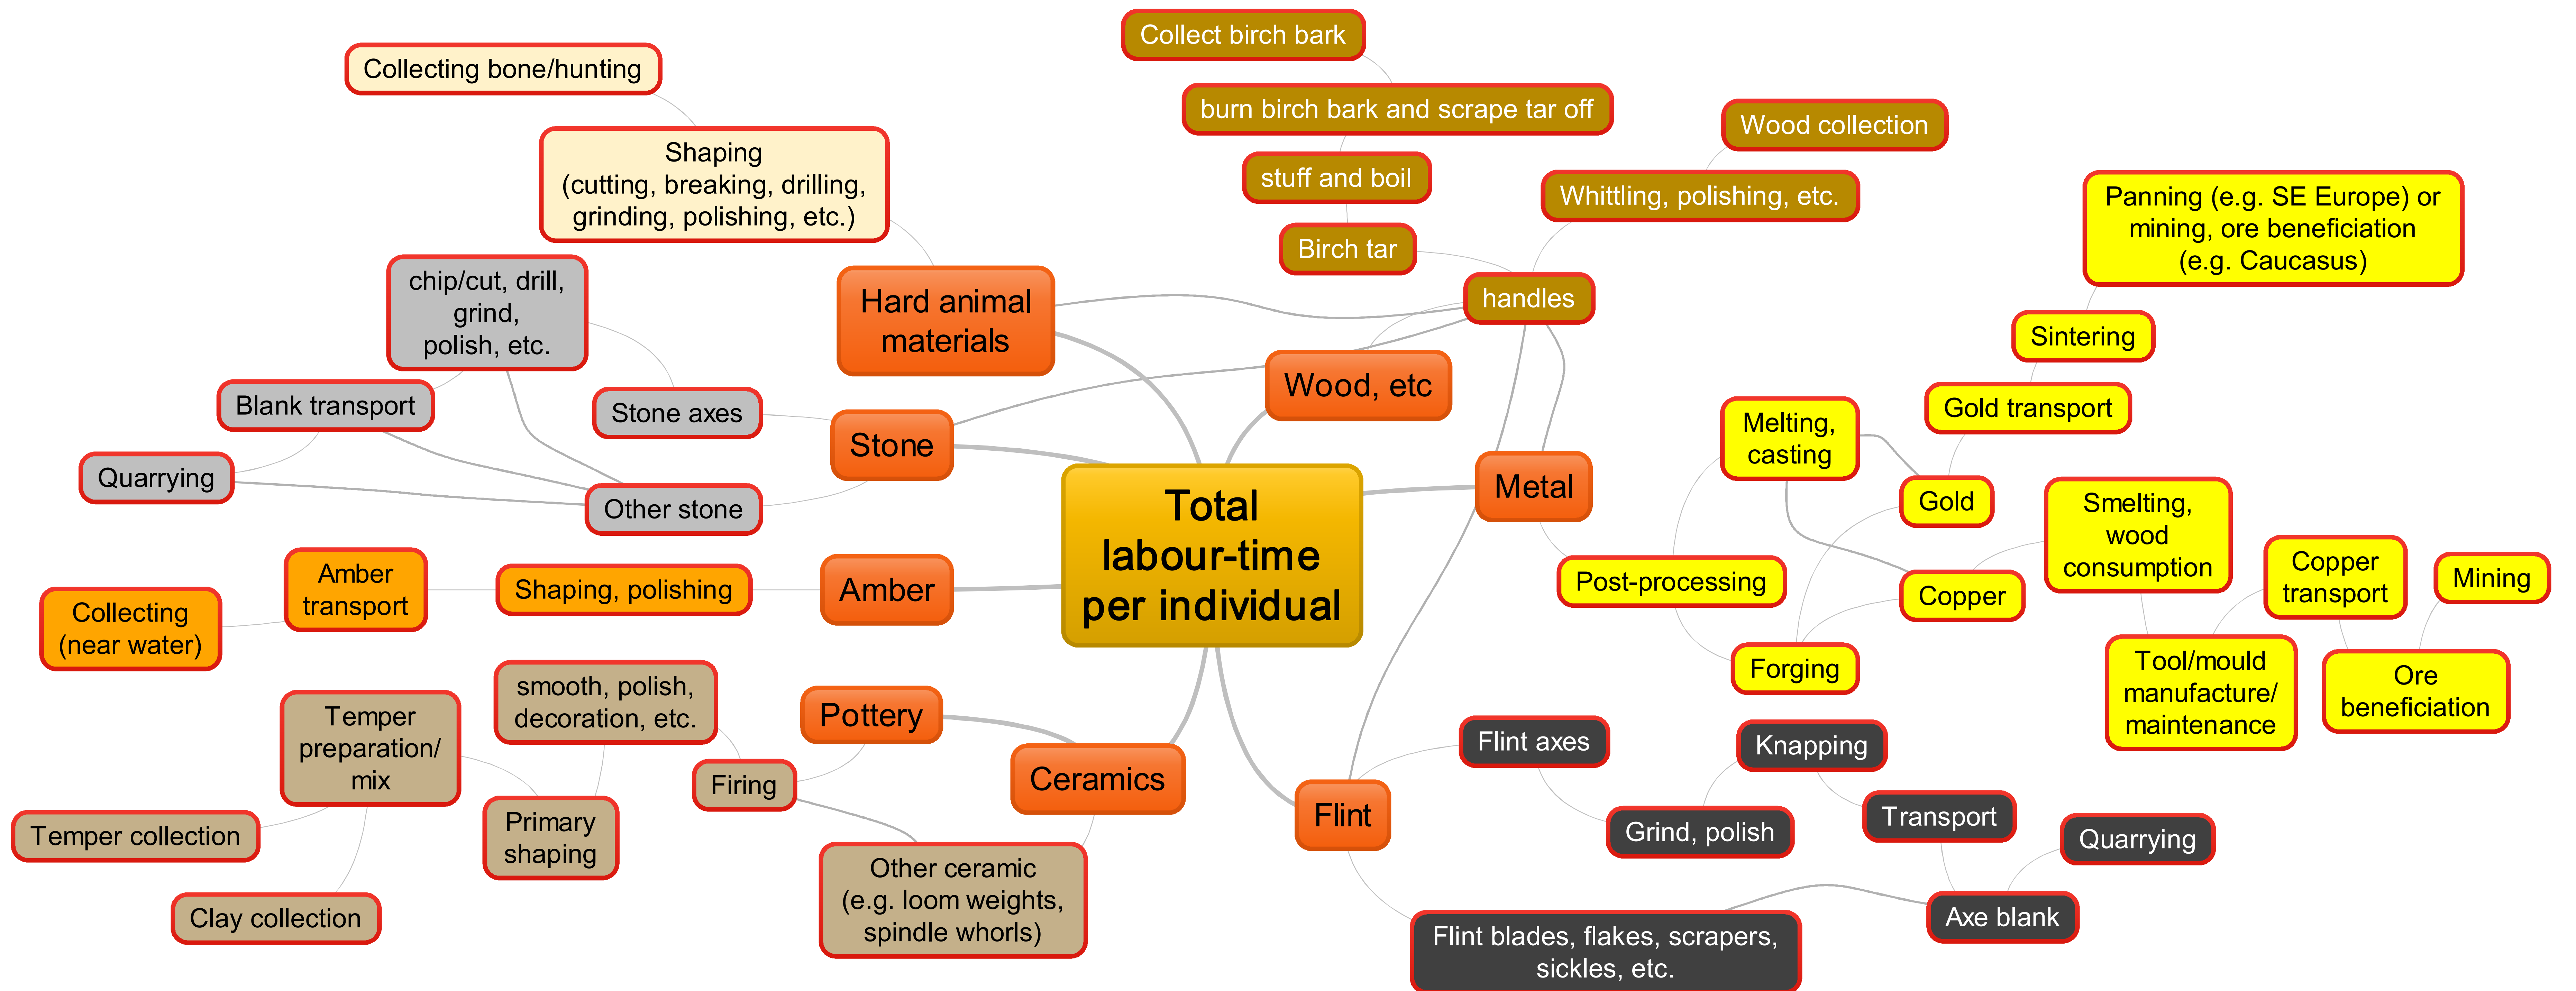 Collect birch bark
Collecting bone/hunting
burn birch bark and scrape tar off
Wood collection
Shaping
(cutting, breaking, drilling,
grinding, polishing, etc.)
stuff and boil
Whittling, polishing, etc.
Panning (e.g. SE Europe) or
mining, ore beneficiation
(e.g. Caucasus)
Birch tar
chip/cut, drill,
grind,
polish, etc.
Hard animal
materials
handles
Sintering
Blank transport
Stone axes
Wood, etc
Gold transport
Stone
Melting,
casting
Quarrying
Other stone
Metal
Gold
Smelting,
wood
consumption
Total
labour-time
per individual
Amber
transport
Shaping, polishing
Amber
Post-processing
Copper
Copper
transport
Mining
Collecting
(near water)
Forging
Tool/mould
manufacture/
maintenance
Ore
beneficiation
smooth, polish,
decoration, etc.
Pottery
Temper
preparation/
mix
Flint axes
Knapping
Firing
Ceramics
Flint
Grind, polish
Transport
Quarrying
Temper collection
Primary
shaping
Other ceramic
(e.g. loom weights,
spindle whorls)
Clay collection
Axe blank
Flint blades, flakes, scrapers,
sickles, etc.